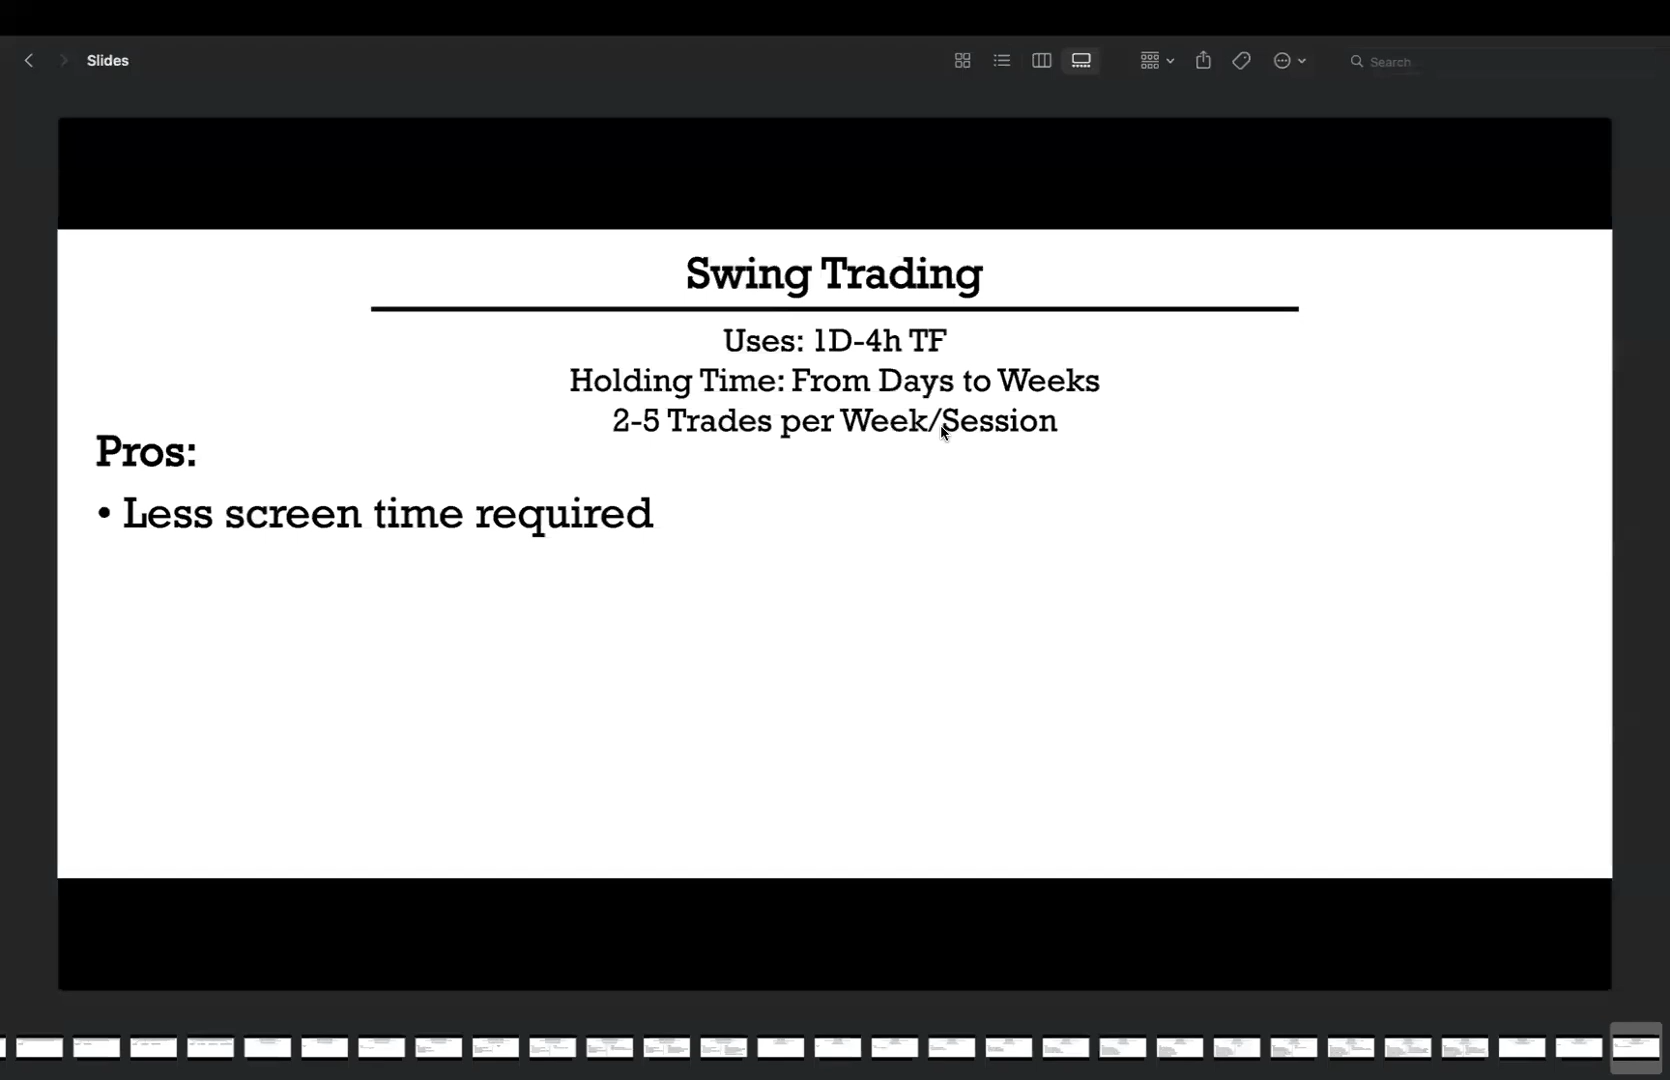 Slides
Search
Swing Trading
Uses: 1D-4h TF
Holding Time: From Days to Weeks
2-5 Trades per Week/Session
Pros:
• Less screen time required